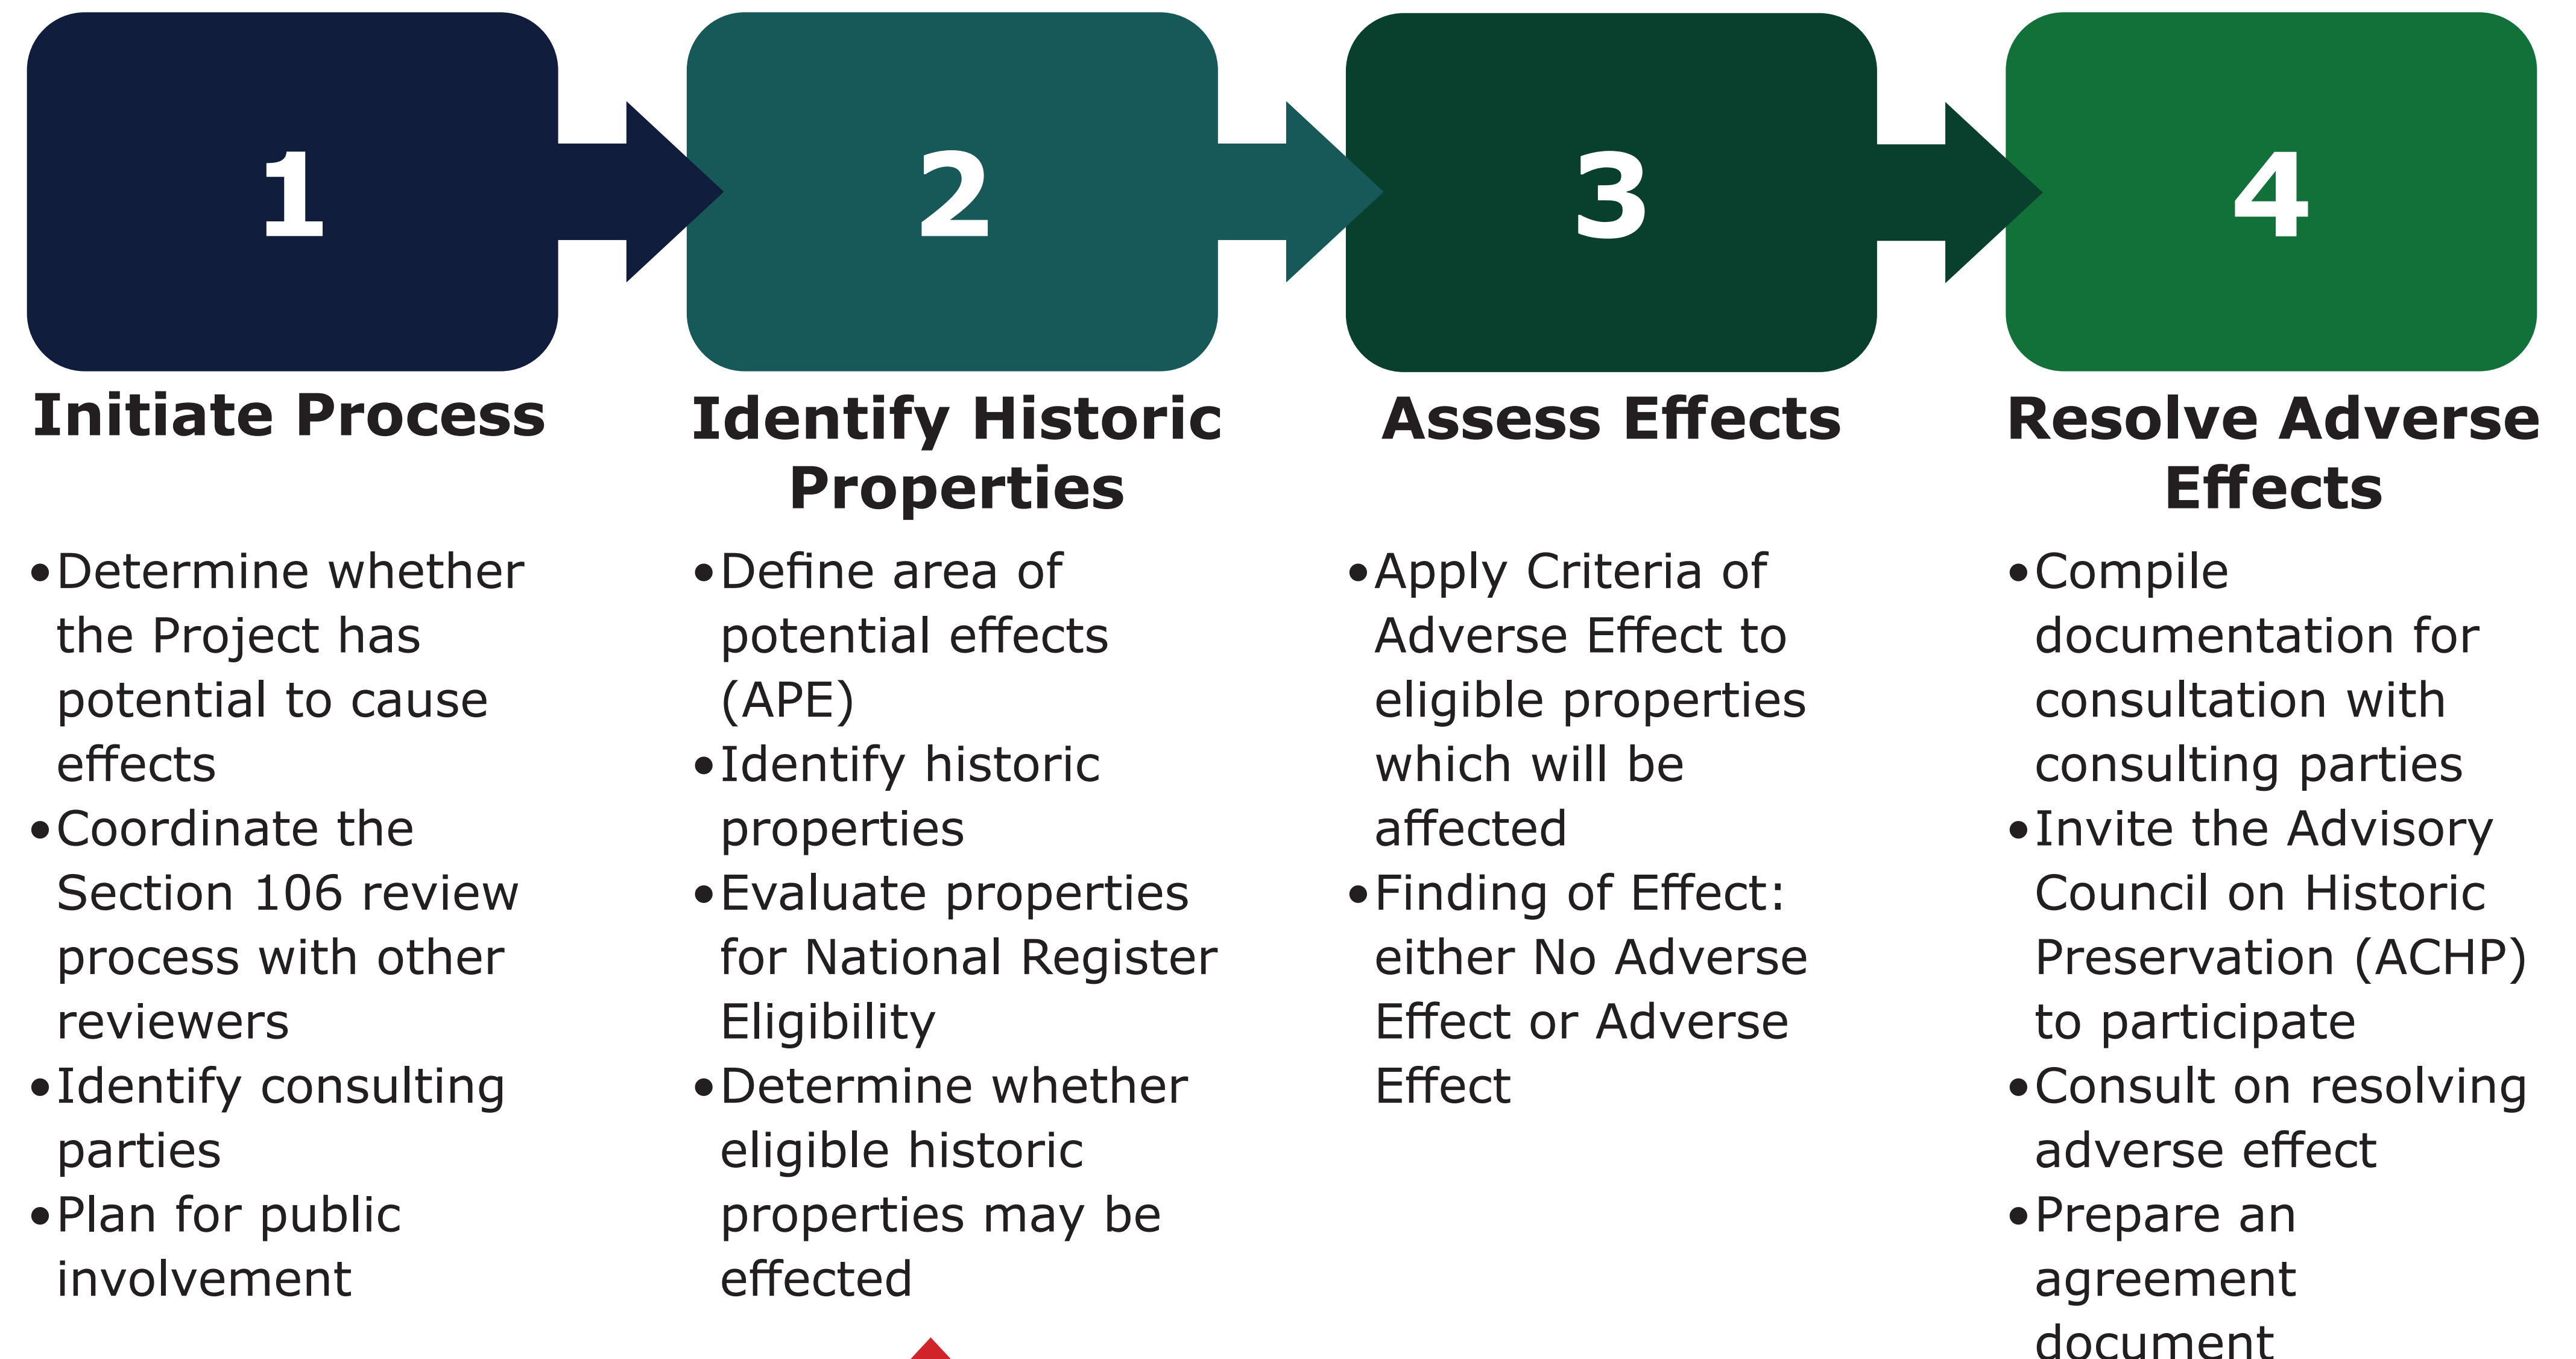 1
2
3
4
Initiate Process
•Determine whether
the Project has
potential to cause
effects
•Coordinate the
Section 106 review
process with other
reviewers
•Identify consulting
parties
•Plan for public
involvement
Identify Historic
Properties
•Define area of
potential effects
(APE)
•Identify historic
properties
•Evaluate properties
for National Register
Eligibility
•Determine whether
eligible historic
properties may be
effected
Assess Effects
•Apply Criteria of
Adverse Effect to
eligible properties
which will be
affected
•Finding of Effect:
either No Adverse
Effect or Adverse
Effect
Resolve Adverse
Effects
•Compile
documentation for
consultation with
consulting parties
•Invite the Advisory
Council on Historic
Preservation (ACHP)
to participate
•Consult on resolving
adverse effect
•Prepare an
agreement
document